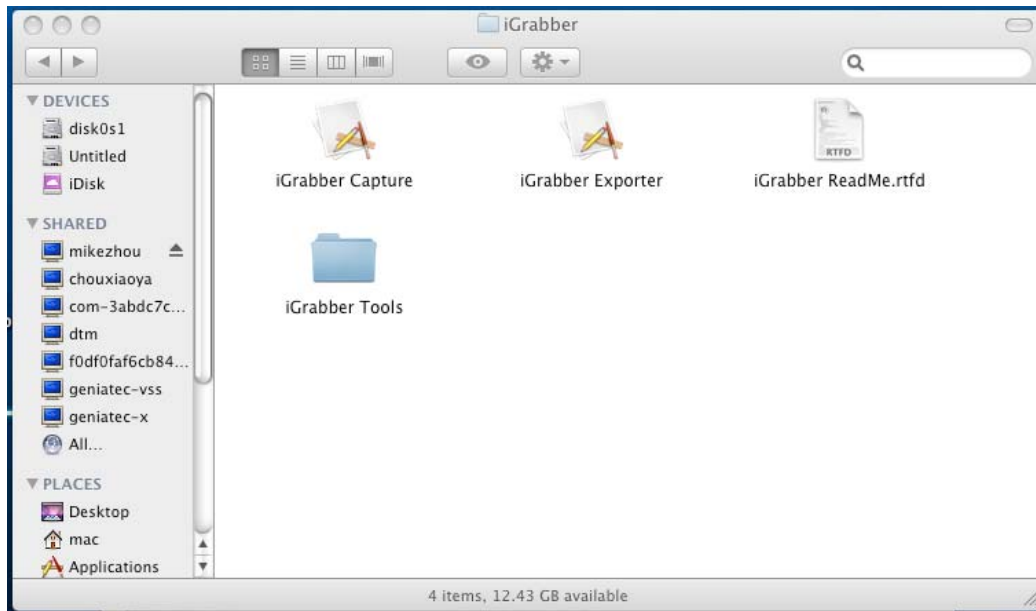 iGrabber
DEVICES
disk0s1
Untitled
iDisk
SHARED
mikezhou
chouxiaoya
com-3abdc7c...
dtm
f0df0faf6cb84...
geniatec-vss
geniatec-x
All...
PLACES
Desktop
mac
Applications
iGrabber Capture
iGrabber Exporter
RTFD
iGrabber ReadMe.rtfd
iGrabber Tools
4 items, 12.43 GB available